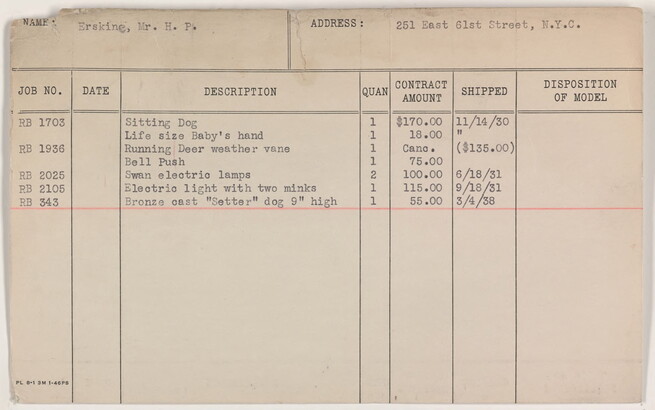 NAME: Ersking, Mr. H. P. ADDRESS: 251 East 61st Street, N.Y.C.
JOB NO. DATE DESCRIPTION QUAN CONTRACT AMOUNT SHIPPED DISPOSITION OF MODEL
RB 1703 Sitting Dog 1 $170.00 11/14/30
Life size Baby's hand 1 18.00 "
RB 1936 Running Deer weather vane 1 Canc. ($135.00)
Bell Push 1 75.00
RB 2025 Swan electric lamps 2 100.00 6/18/31
RB 2105 Electric light with two minks 1 115.00 9/18/31
RB 343 Bronze cast "Setter" dog 9" high 1 55.00 3/4/38